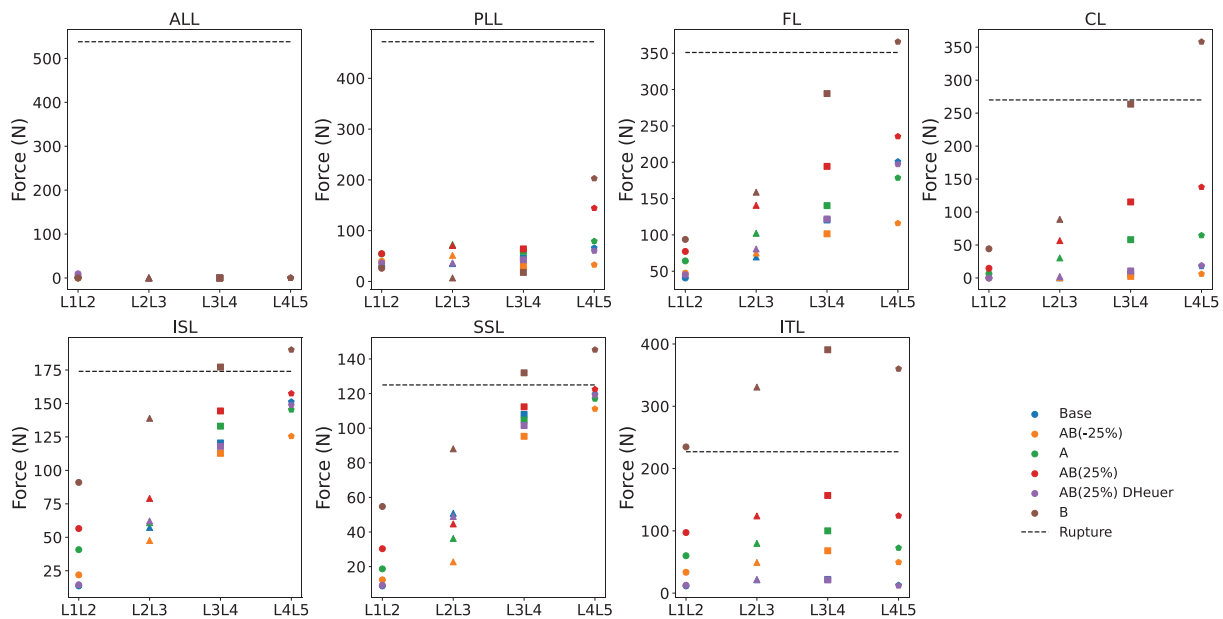 ALL
Force (N)
500
400
300
200
100
0
L1L2 L2L3 L3L4 L4L5
PLL
Force (N)
400
300
200
100
0
L1L2 L2L3 L3L4 L4L5
FL
Force (N)
350
300
250
200
150
100
50
L1L2 L2L3 L3L4 L4L5
CL
Force (N)
350
300
250
200
150
100
50
0
L1L2 L2L3 L3L4 L4L5
ISL
Force (N)
175
150
125
100
75
50
25
L1L2 L2L3 L3L4 L4L5
SSL
Force (N)
140
120
100
80
60
40
20
L1L2 L2L3 L3L4 L4L5
ITL
Force (N)
400
300
200
100
0
L1L2 L2L3 L3L4 L4L5
Base
AB(-25%)
A
AB(25%)
AB(25%) DHeuer
B
Rupture